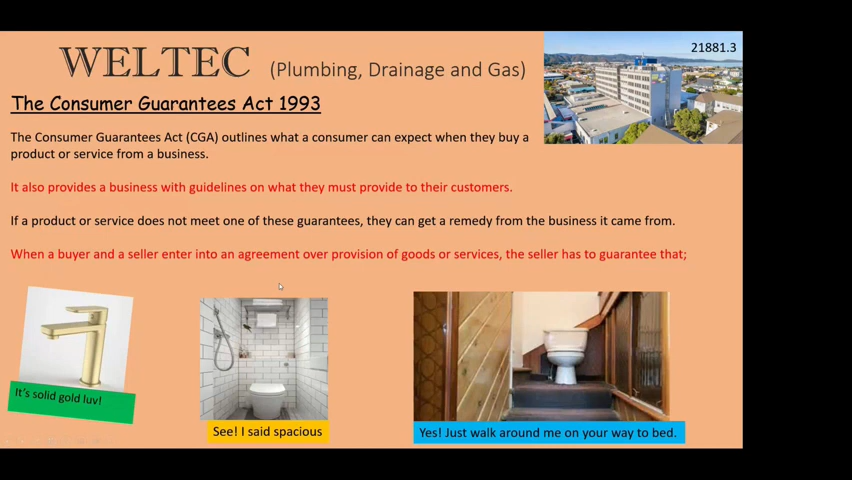 WELTEC (Plumbing, Drainage and Gas)
21881.3
The Consumer Guarantees Act 1993
The Consumer Guarantees Act (CGA) outlines what a consumer can expect when they buy a
product or service from a business.
It also provides a business with guidelines on what they must provide to their customers.
If a product or service does not meet one of these guarantees, they can get a remedy from the business it came from.
When a buyer and a seller enter into an agreement over provision of goods or services, the seller has to guarantee that;
It's solid gold luv!
See! I said spacious
Yes! Just walk around me on your way to bed.